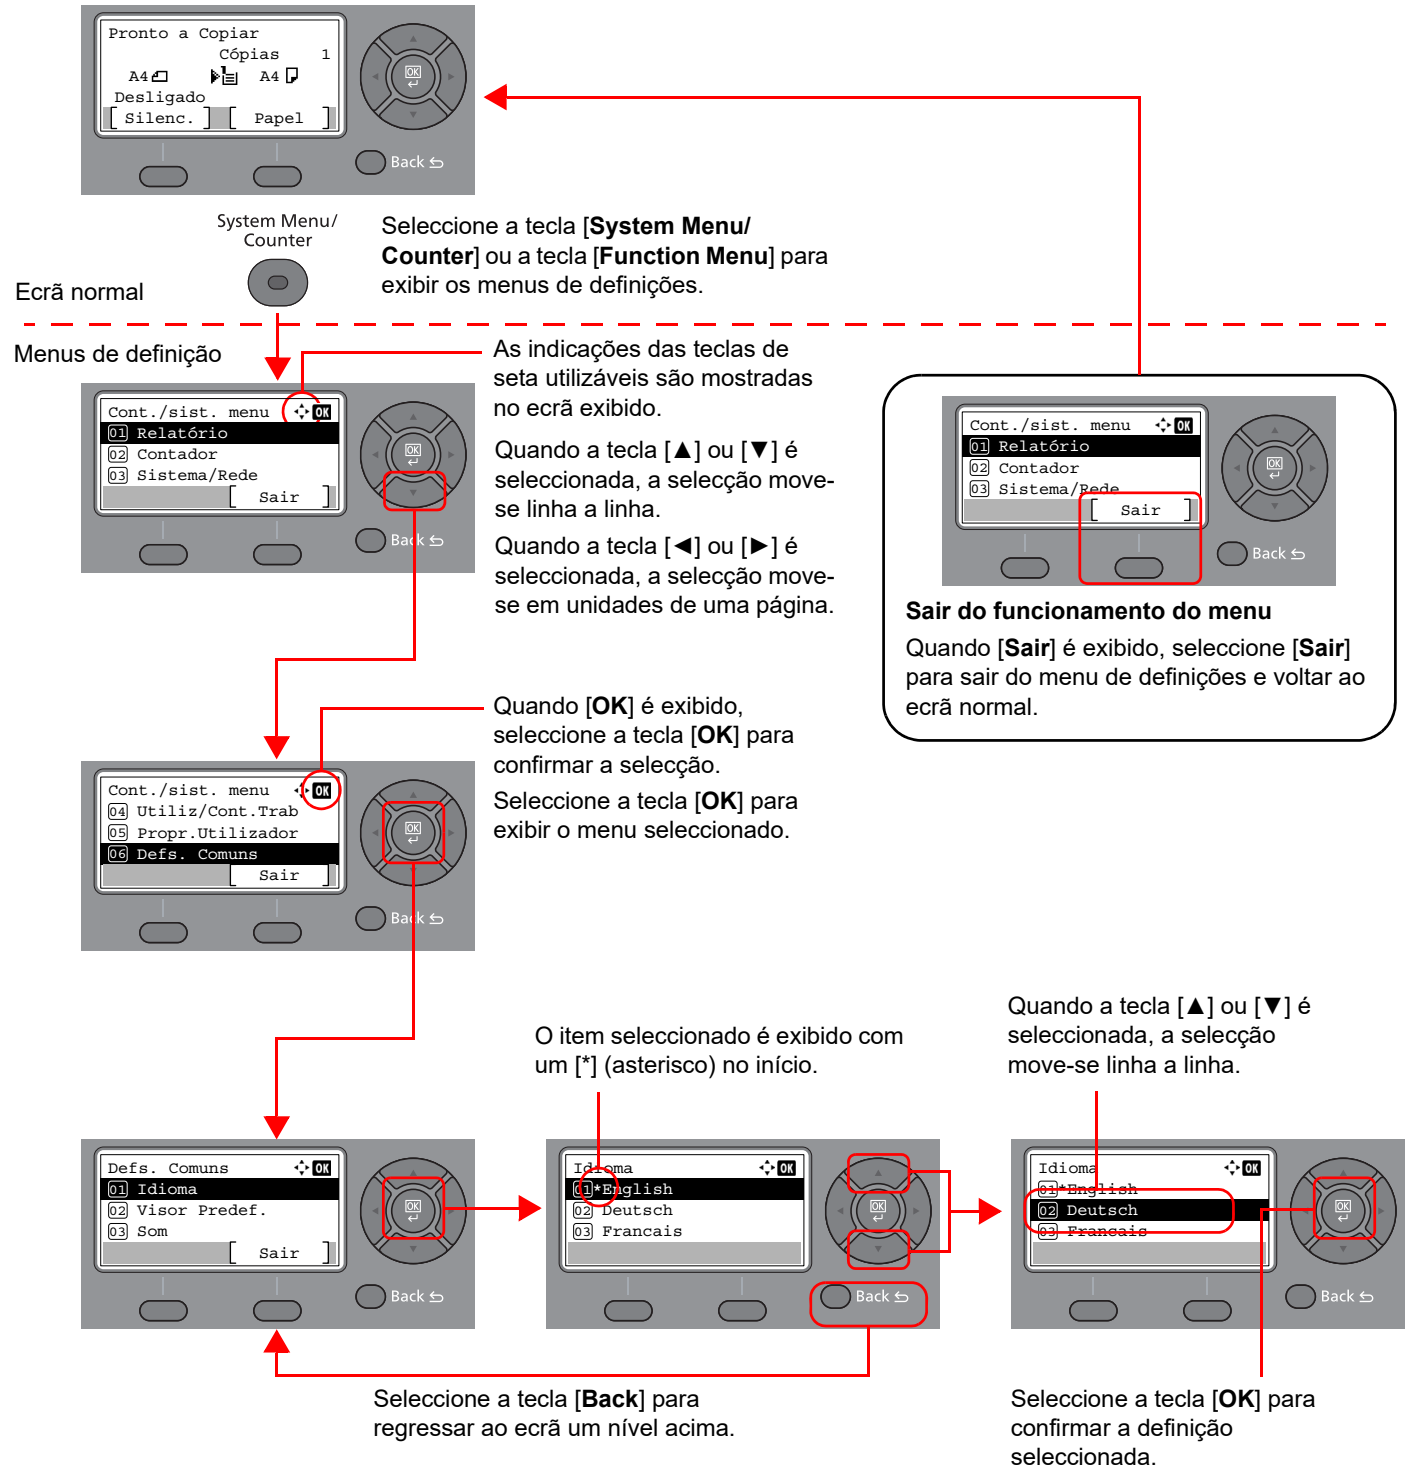 Pronto a Copiar
Cópias 1
A4 A4
Desligado
[ Silenc. ] [ Papel ]
OK
Back
System Menu/
Counter
Seleccione a tecla [System Menu/
Counter] ou a tecla [Function Menu] para
exibir os menus de definições.
Ecrã normal
Menus de definição
Cont./sist. menu OK
01 Relatório
02 Contador
03 Sistema/Rede
[ Sair ]
OK
Back
As indicações das teclas de
seta utilizáveis são mostradas
no ecrã exibido.
Quando a tecla [▲] ou [▼] é
seleccionada, a selecção move-
se linha a linha.
Quando a tecla [◄] ou [►] é
seleccionada, a selecção move-
se em unidades de uma página.
Cont./sist. menu OK
01 Relatório
02 Contador
03 Sistema/Rede
[ Sair ]
OK
Back
Sair do funcionamento do menu
Quando [Sair] é exibido, seleccione [Sair]
para sair do menu de definições e voltar ao
ecrã normal.
Quando [OK] é exibido,
seleccione a tecla [OK] para
confirmar a selecção.
Seleccione a tecla [OK] para
exibir o menu seleccionado.
Cont./sist. menu OK
04 Utiliz/Cont.Trab
05 Propr.Utilizador
06 Defs. Comuns
[ Sair ]
OK
Back
O item seleccionado é exibido com
um [*] (asterisco) no início.
Quando a tecla [▲] ou [▼] é
seleccionada, a selecção
move-se linha a linha.
Defs. Comuns OK
01 Idioma
02 Visor Predef.
03 Som
[ Sair ]
OK
Back
Idioma OK
01*English
02 Deutsch
03 Francais
OK
Back
Idioma OK
01*English
02 Deutsch
03 Francais
OK
Back
Seleccione a tecla [Back] para
regressar ao ecrã um nível acima.
Seleccione a tecla [OK] para
confirmar a definição
seleccionada.